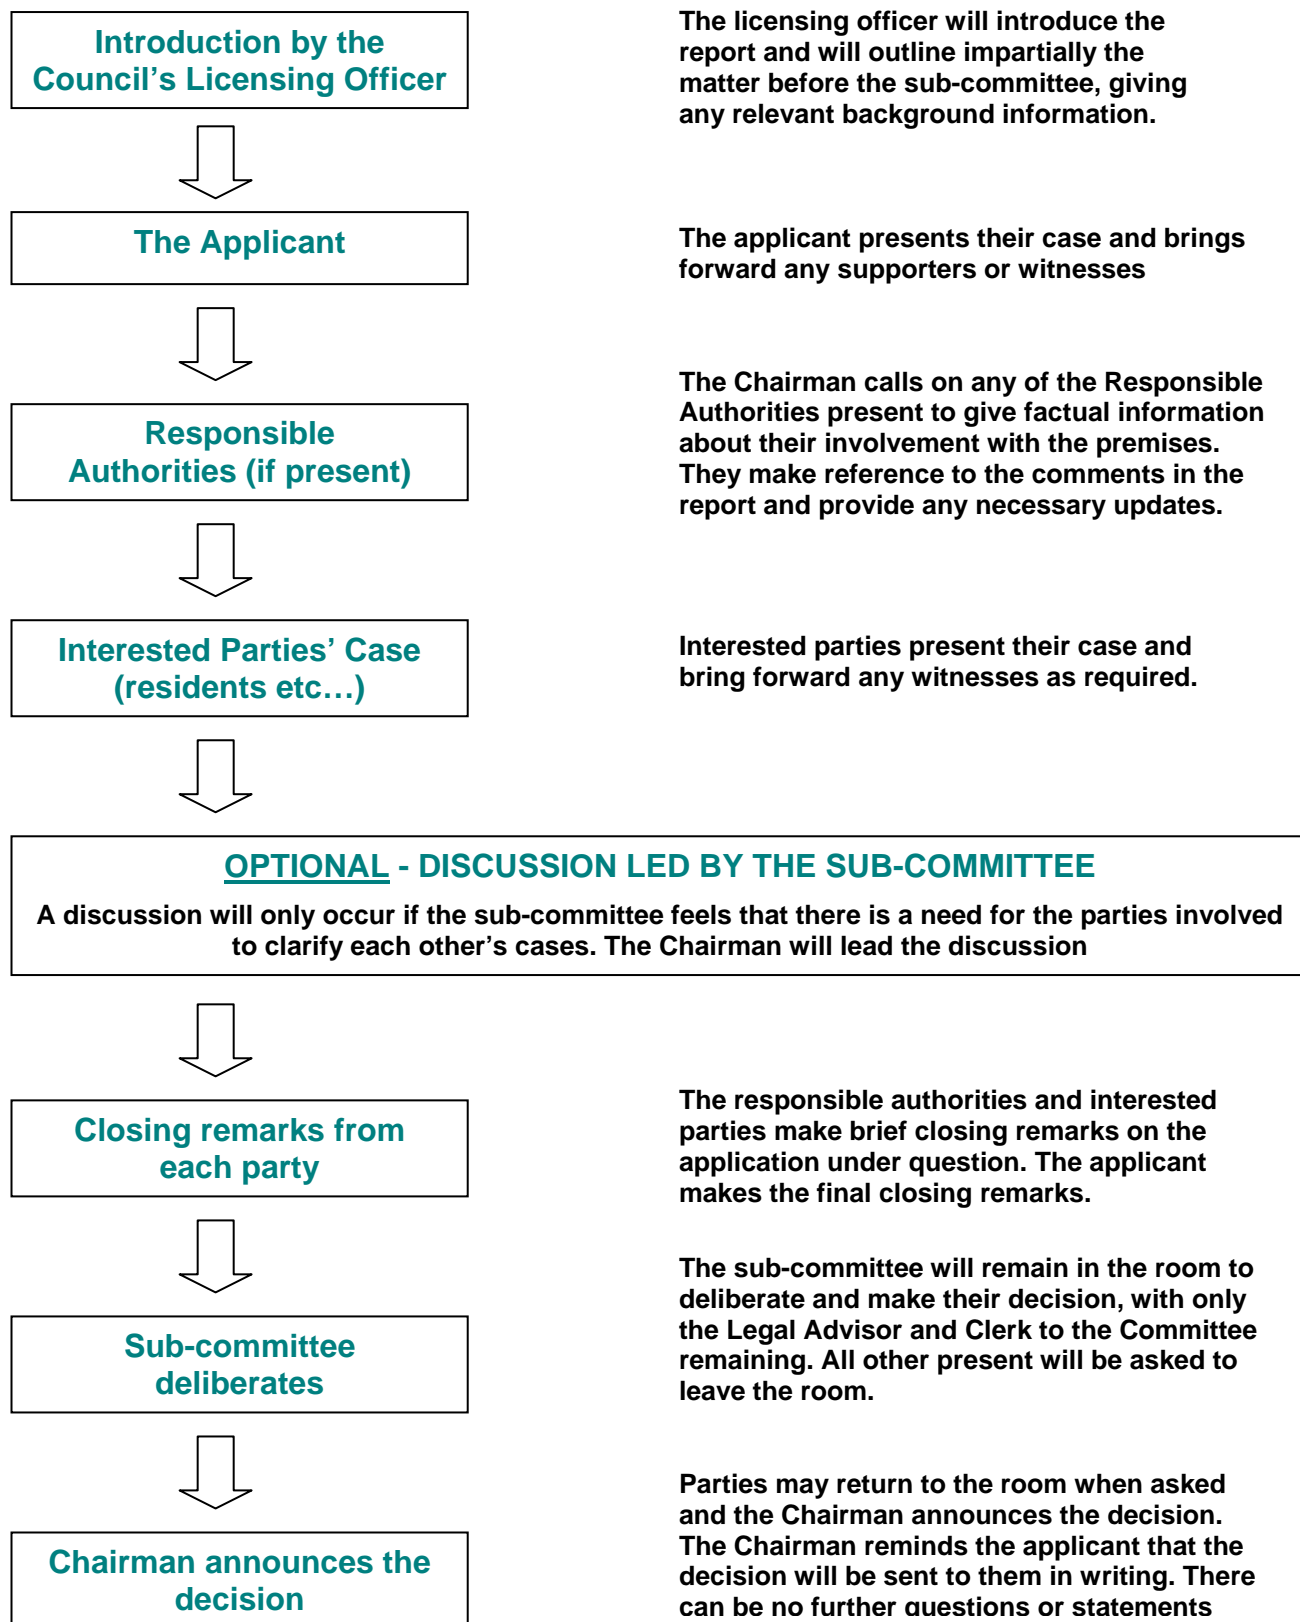 Introduction by the
Council’s Licensing Officer
The licensing officer will introduce the
report and will outline impartially the
matter before the sub-committee, giving
any relevant background information.
The Applicant
The applicant presents their case and brings
forward any supporters or witnesses
Responsible
Authorities (if present)
The Chairman calls on any of the Responsible
Authorities present to give factual information
about their involvement with the premises.
They make reference to the comments in the
report and provide any necessary updates.
Interested Parties’ Case
(residents etc…)
Interested parties present their case and
bring forward any witnesses as required.
OPTIONAL - DISCUSSION LED BY THE SUB-COMMITTEE
A discussion will only occur if the sub-committee feels that there is a need for the parties involved
to clarify each other’s cases. The Chairman will lead the discussion
Closing remarks from
each party
The responsible authorities and interested
parties make brief closing remarks on the
application under question. The applicant
makes the final closing remarks.
Sub-committee
deliberates
The sub-committee will remain in the room to
deliberate and make their decision, with only
the Legal Advisor and Clerk to the Committee
remaining. All other present will be asked to
leave the room.
Chairman announces the
decision
Parties may return to the room when asked
and the Chairman announces the decision.
The Chairman reminds the applicant that the
decision will be sent to them in writing. There
can be no further questions or statements